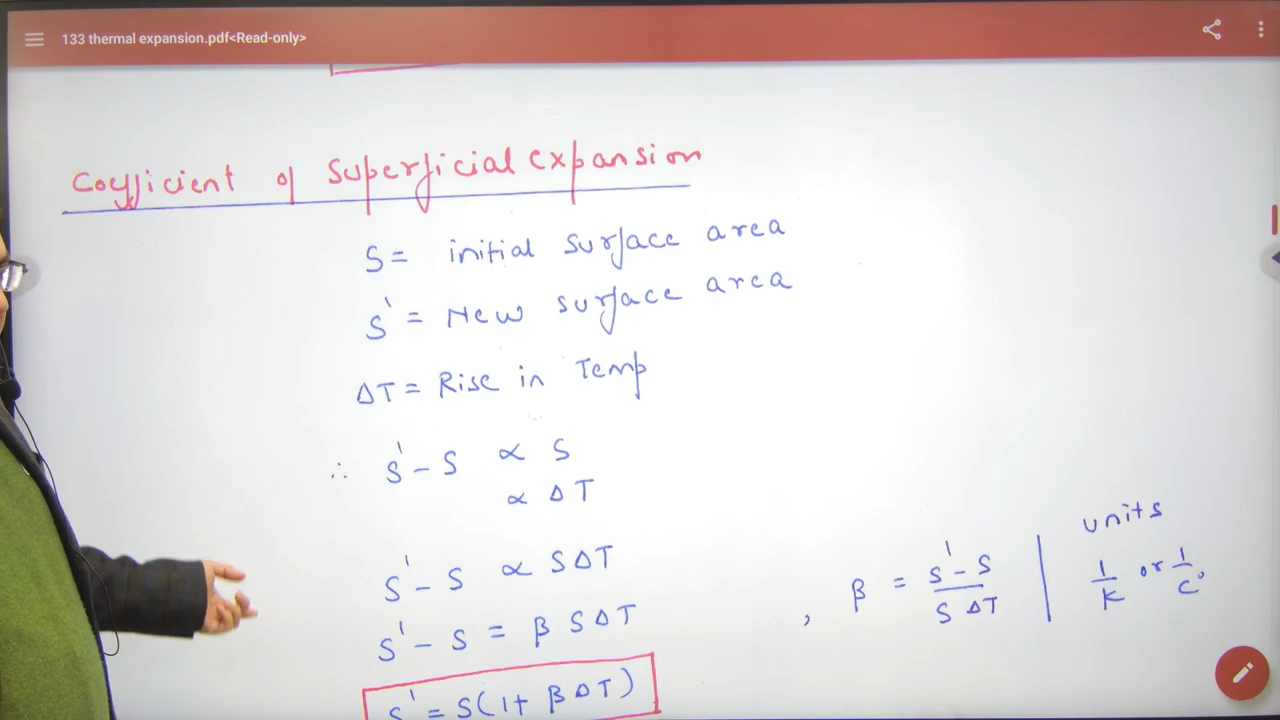 133 thermal expansion.pdf<Read-only>
Coefficient of superficial expansion
S = initial surface area
S' = New surface area
ΔT = Rise in Temp
∴ S' - S ∝ S
∝ ΔT
S' - S ∝ SΔT
S' - S = β SΔT
S' = S(1+ βΔT)
, β = S' - S / S ΔT | units
1/K or 1/C°